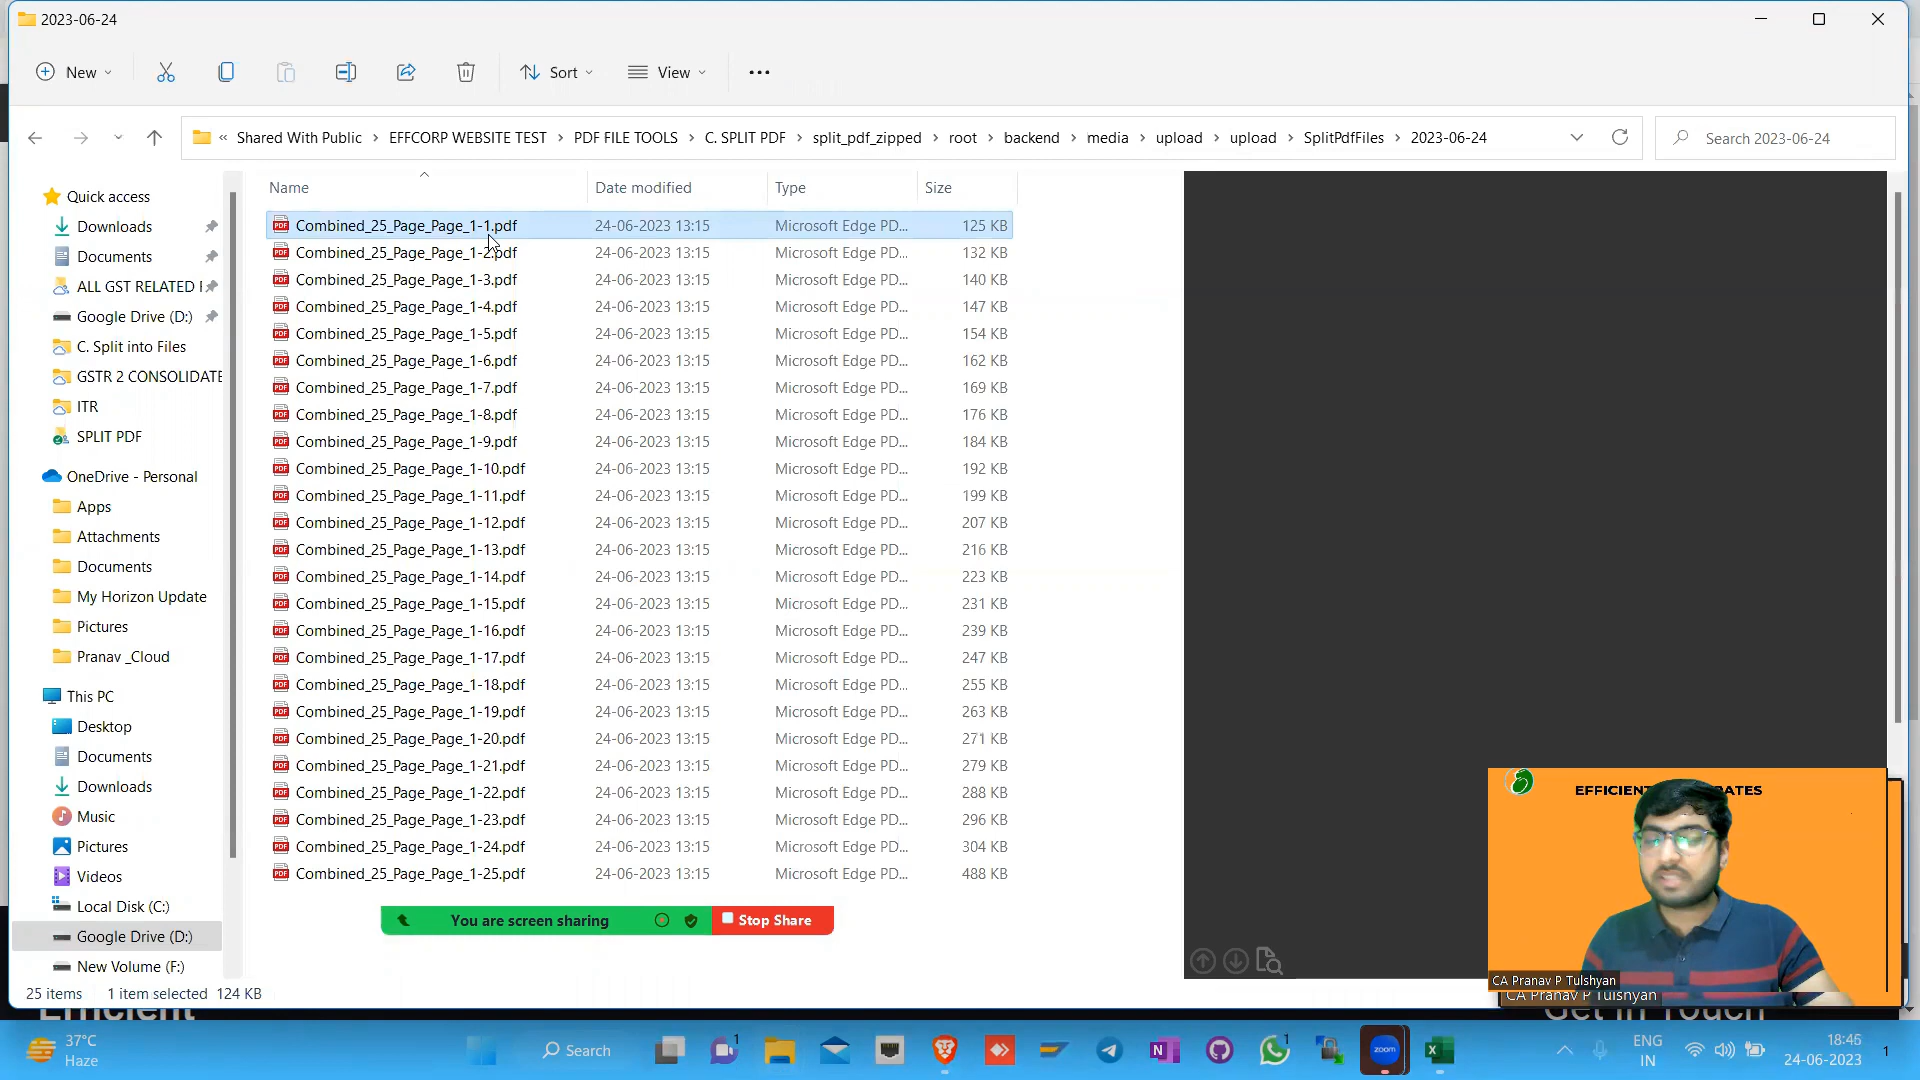 2023-06-24
New
Sort
View
« Shared With Public > EFFCORP WEBSITE TEST > PDF FILE TOOLS > C. SPLIT PDF > split_pdf_zipped > root > backend > media > upload > upload > SplitPdfFiles > 2023-06-24
Search 2023-06-24
Name Date modified Type Size
Quick access
Downloads
Documents
ALL GST RELATED F
Google Drive (D:)
C. Split into Files
GSTR 2 CONSOLIDATE
ITR
SPLIT PDF
OneDrive - Personal
Apps
Attachments
Documents
My Horizon Update
Pictures
Pranav _Cloud
This PC
Desktop
Documents
Downloads
Music
Pictures
Videos
Local Disk (C:)
Google Drive (D:)
New Volume (F:)
Combined_25_Page_Page_1-1.pdf 24-06-2023 13:15 Microsoft Edge PD... 125 KB
Combined_25_Page_Page_1-2.pdf 24-06-2023 13:15 Microsoft Edge PD... 132 KB
Combined_25_Page_Page_1-3.pdf 24-06-2023 13:15 Microsoft Edge PD... 140 KB
Combined_25_Page_Page_1-4.pdf 24-06-2023 13:15 Microsoft Edge PD... 147 KB
Combined_25_Page_Page_1-5.pdf 24-06-2023 13:15 Microsoft Edge PD... 154 KB
Combined_25_Page_Page_1-6.pdf 24-06-2023 13:15 Microsoft Edge PD... 162 KB
Combined_25_Page_Page_1-7.pdf 24-06-2023 13:15 Microsoft Edge PD... 169 KB
Combined_25_Page_Page_1-8.pdf 24-06-2023 13:15 Microsoft Edge PD... 176 KB
Combined_25_Page_Page_1-9.pdf 24-06-2023 13:15 Microsoft Edge PD... 184 KB
Combined_25_Page_Page_1-10.pdf 24-06-2023 13:15 Microsoft Edge PD... 192 KB
Combined_25_Page_Page_1-11.pdf 24-06-2023 13:15 Microsoft Edge PD... 199 KB
Combined_25_Page_Page_1-12.pdf 24-06-2023 13:15 Microsoft Edge PD... 207 KB
Combined_25_Page_Page_1-13.pdf 24-06-2023 13:15 Microsoft Edge PD... 216 KB
Combined_25_Page_Page_1-14.pdf 24-06-2023 13:15 Microsoft Edge PD... 223 KB
Combined_25_Page_Page_1-15.pdf 24-06-2023 13:15 Microsoft Edge PD... 231 KB
Combined_25_Page_Page_1-16.pdf 24-06-2023 13:15 Microsoft Edge PD... 239 KB
Combined_25_Page_Page_1-17.pdf 24-06-2023 13:15 Microsoft Edge PD... 247 KB
Combined_25_Page_Page_1-18.pdf 24-06-2023 13:15 Microsoft Edge PD... 255 KB
Combined_25_Page_Page_1-19.pdf 24-06-2023 13:15 Microsoft Edge PD... 263 KB
Combined_25_Page_Page_1-20.pdf 24-06-2023 13:15 Microsoft Edge PD... 271 KB
Combined_25_Page_Page_1-21.pdf 24-06-2023 13:15 Microsoft Edge PD... 279 KB
Combined_25_Page_Page_1-22.pdf 24-06-2023 13:15 Microsoft Edge PD... 288 KB
Combined_25_Page_Page_1-23.pdf 24-06-2023 13:15 Microsoft Edge PD... 296 KB
Combined_25_Page_Page_1-24.pdf 24-06-2023 13:15 Microsoft Edge PD... 304 KB
Combined_25_Page_Page_1-25.pdf 24-06-2023 13:15 Microsoft Edge PD... 488 KB
You are screen sharing
Stop Share
EFFICIENT ATES
CA Pranav P Tulshyan
CA Pranav P Tulshyan
25 items 1 item selected 124 KB
Efficient
Get In Touch
37°C
Haze
Search
zoom
ENG
IN
18:46
24-06-2023
1